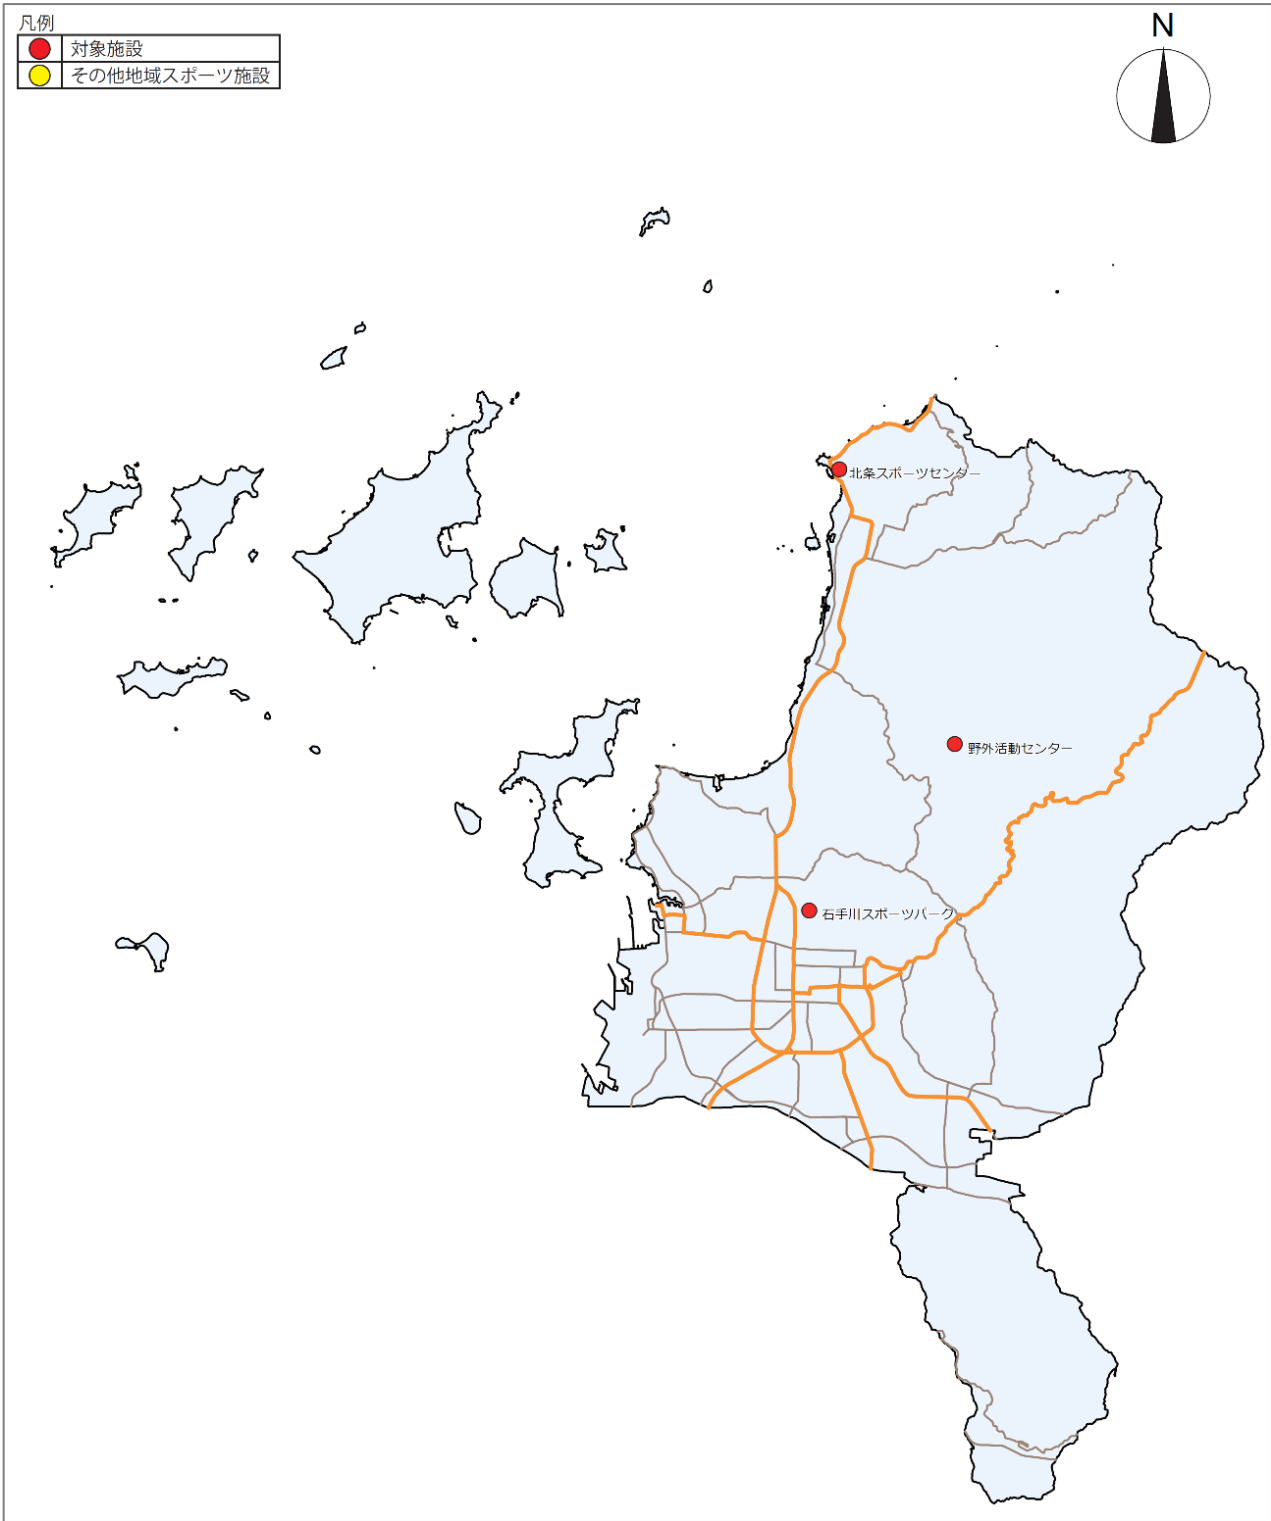 凡例
対象施設
その他地域スポーツ施設
N
北条スポーツセンター
野外活動センター
石手川スポーツパーク